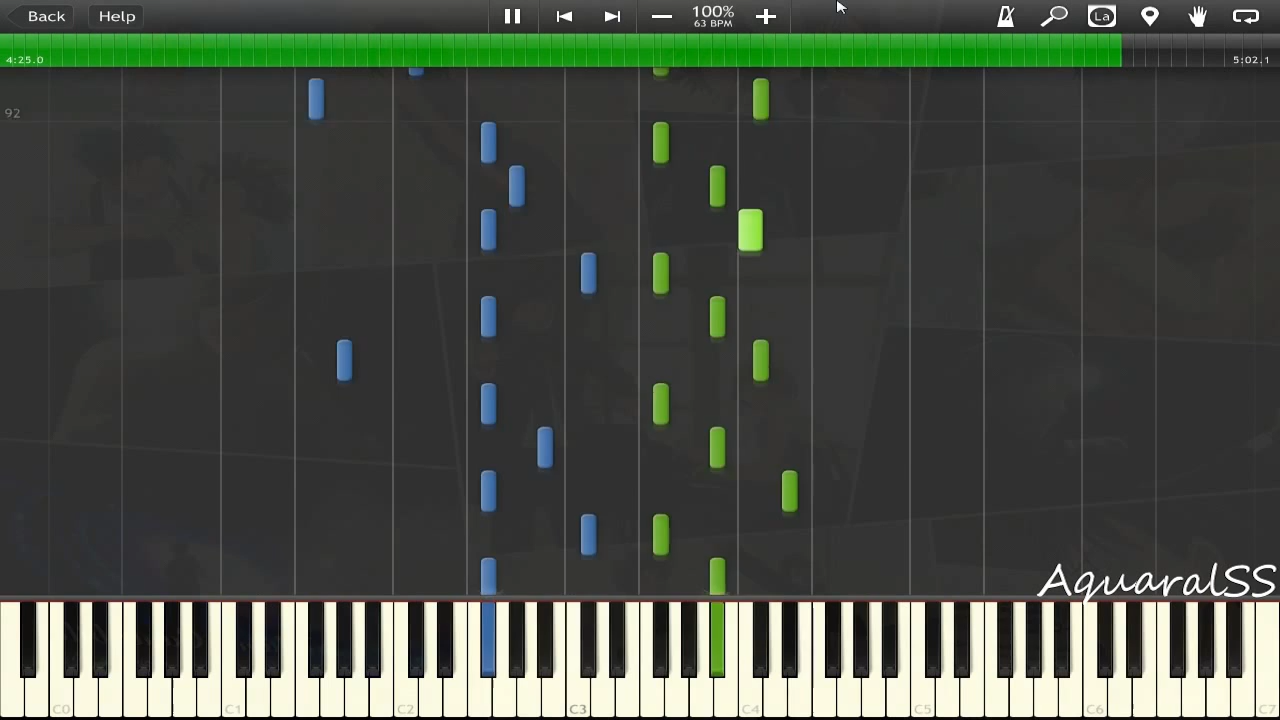 Back Help 100% La
63 BPM
4:25.0 5:02.1
92
AquaralSS
C0 C1 C2 C3 C4 C5 C6 C7